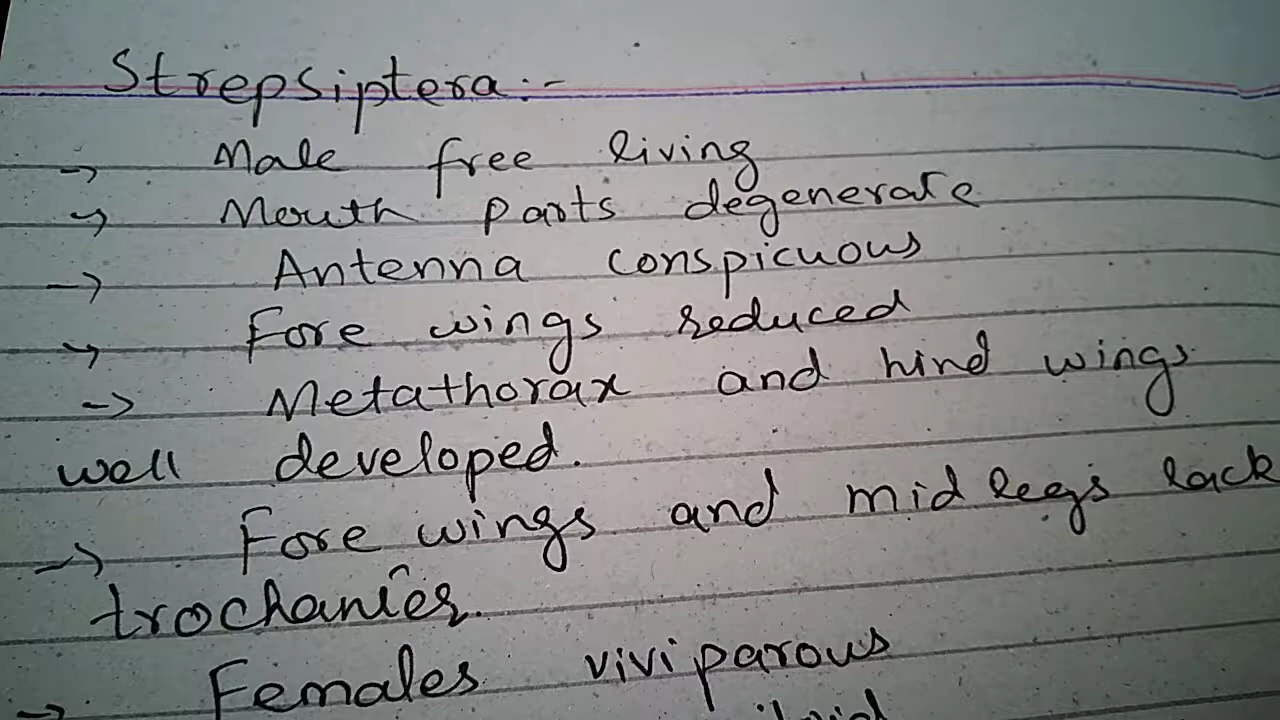 Strepsiptera:-
→ Male free living
→ Mouth parts degenerate
→ Antenna conspicuous
→ Fore wings reduced
→ Metathorax and hind wings
well developed.
→ Fore wings and mid legs lack
trochanter.
→ Females viviparous